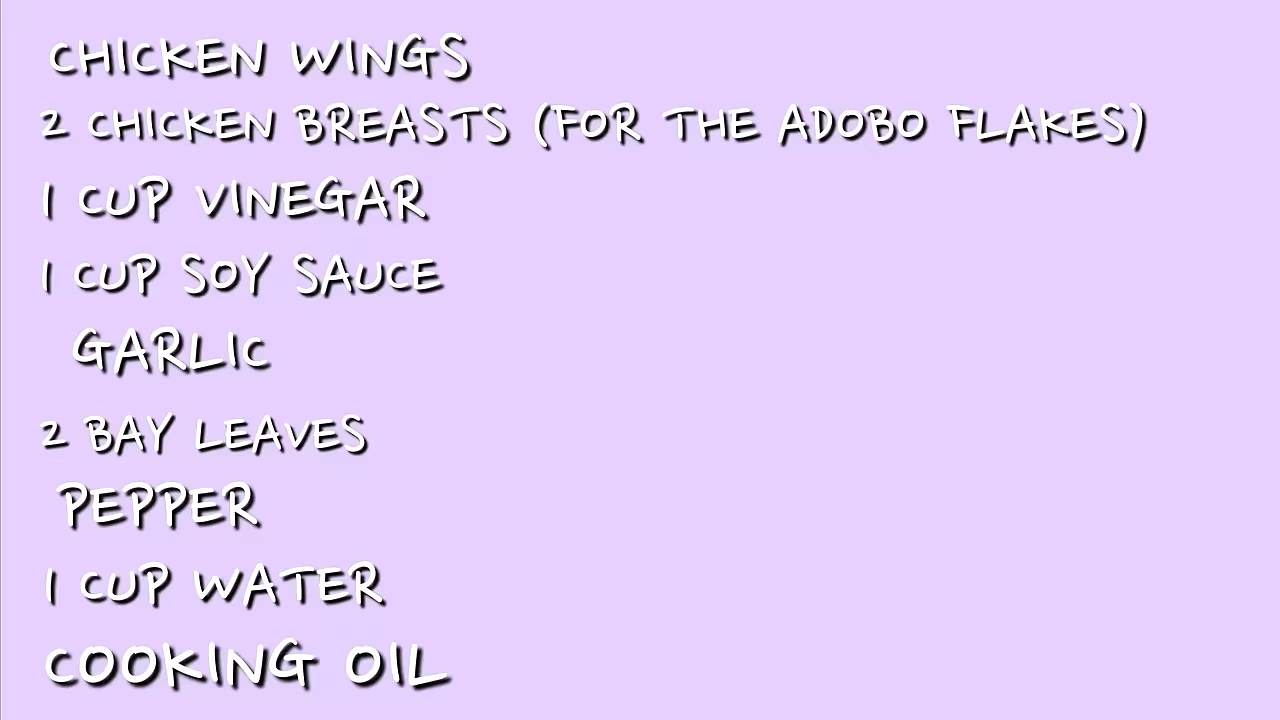 CHICKEN WINGS
2 CHICKEN BREASTS (FOR THE ADOBO FLAKES)
1 CUP VINEGAR
1 CUP SOY SAUCE
GARLIC
2 BAY LEAVES
PEPPER
1 CUP WATER
COOKING OIL